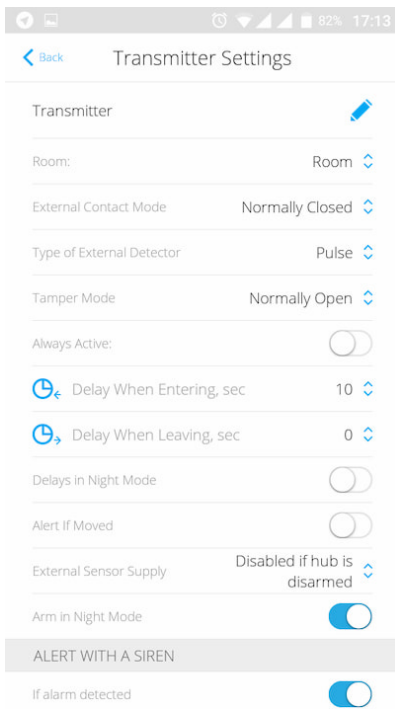 82% 17:13
Back Transmitter Settings
Transmitter
Room: Room
External Contact Mode Normally Closed
Type of External Detector Pulse
Tamper Mode Normally Open
Always Active:
Delay When Entering, sec 10
Delay When Leaving, sec 0
Delays in Night Mode
Alert If Moved
External Sensor Supply Disabled if hub is
disarmed
Arm in Night Mode
ALERT WITH A SIREN
If alarm detected